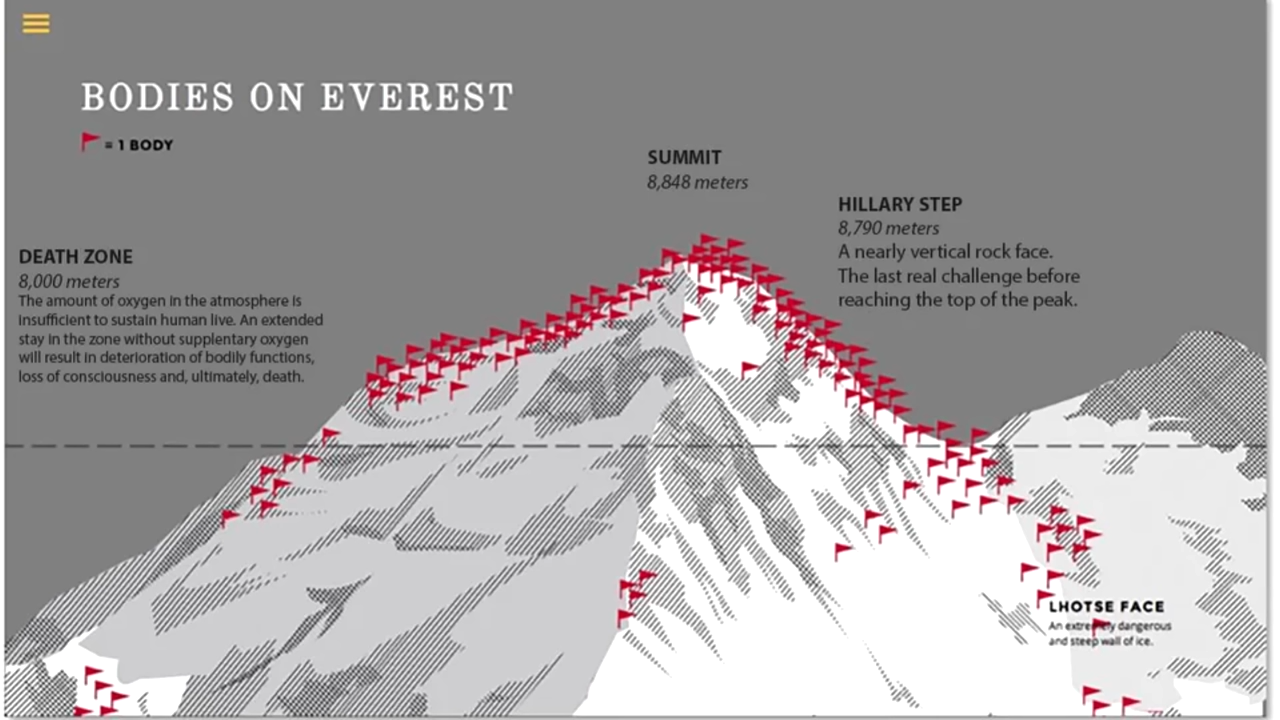 BODIES ON EVEREST
= 1 BODY
SUMMIT
8,848 meters
HILLARY STEP
8,790 meters
A nearly vertical rock face.
The last real challenge before
reaching the top of the peak.
DEATH ZONE
8,000 meters
The amount of oxygen in the atmosphere is
insufficient to sustain human live. An extended
stay in the zone without supplentary oxygen
will result in deterioration of bodily functions,
loss of consciousness and, ultimately, death.
LHOTSE FACE
An extremely dangerous
and steep wall of ice.